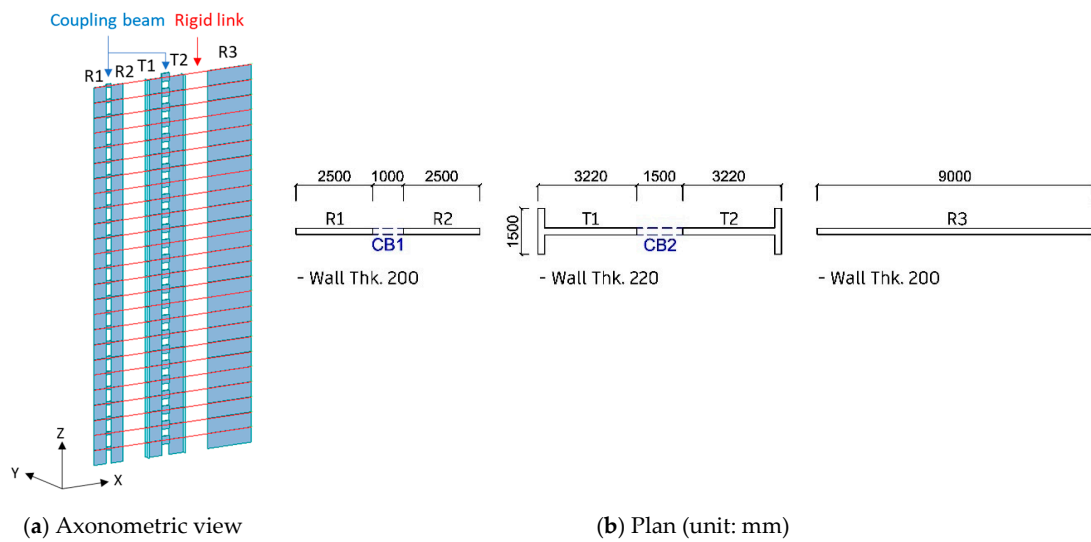 Coupling beam Rigid link
R1 R2 T1 T2 R3
2500 1000 2500
R1 R2
CB1
- Wall Thk. 200
3220 1500 3220
1500
T1 T2
CB2
- Wall Thk. 220
9000
R3
- Wall Thk. 200
Z
Y
X
(a) Axonometric view
(b) Plan (unit: mm)